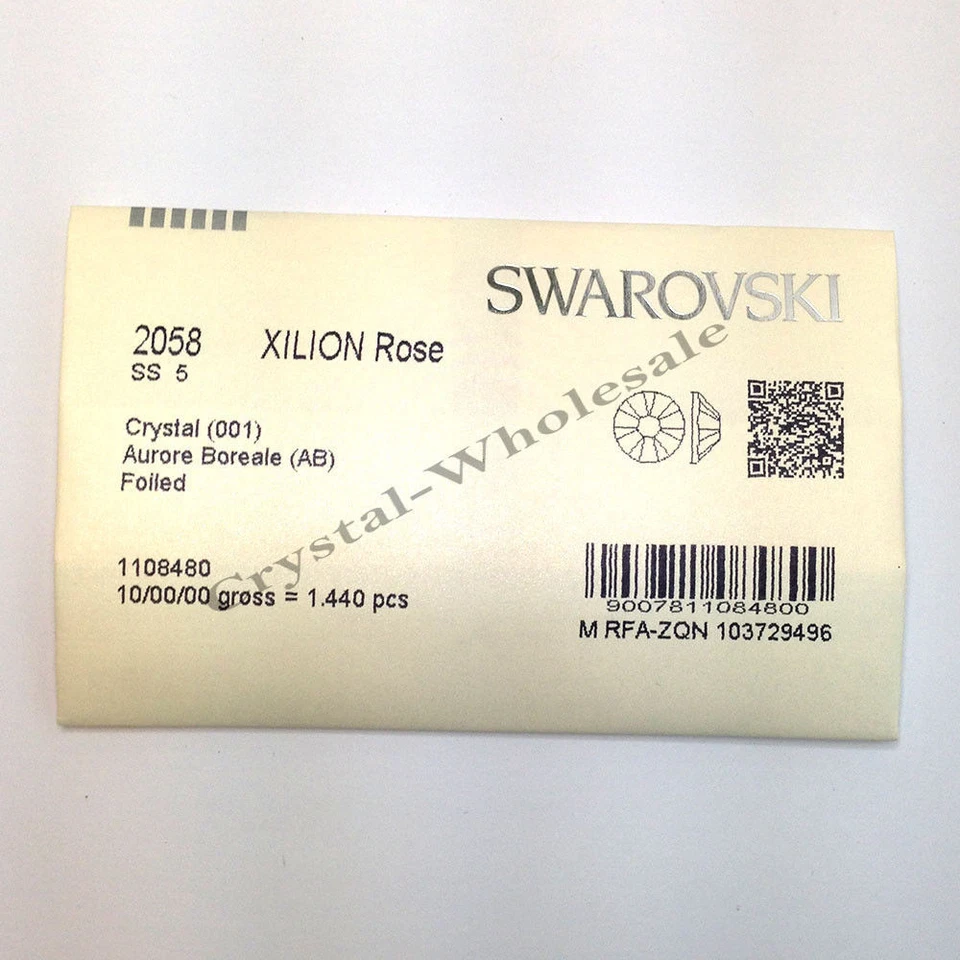 SWAROVSKI
2058 XILION Rose
SS 5
Crystal (001)
Aurore Boreale (AB)
Foiled
1108480
10/00/00 gross = 1.440 pcs
9007811084800
M RFA-ZQN 103729496
Crystal-Wholesale